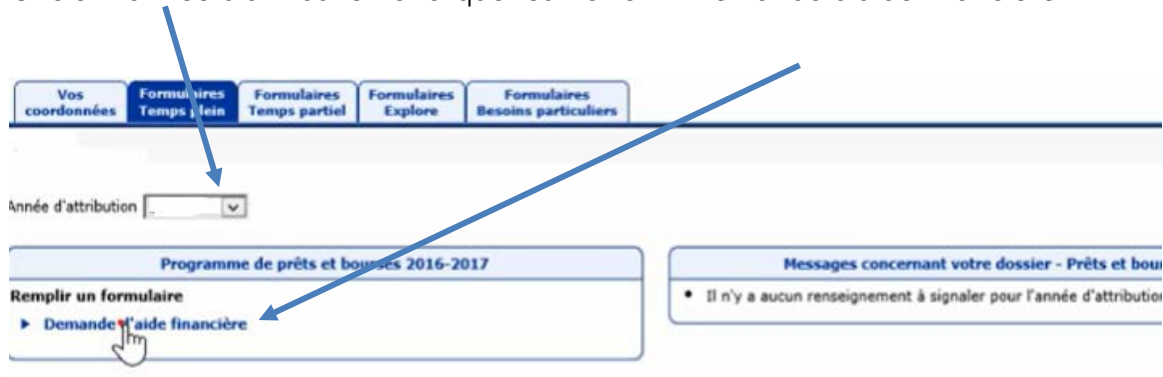 Vos coordonnées
Formulaires Temps plein
Formulaires Temps partiel
Formulaires Explore
Formulaires Besoins particuliers
Année d'attribution
Programme de prêts et bourses 2016-2017
Messages concernant votre dossier - Prêts et bour
Remplir un formulaire
• Il n'y a aucun renseignement à signaler pour l'année d'attribution
Demande d'aide financière